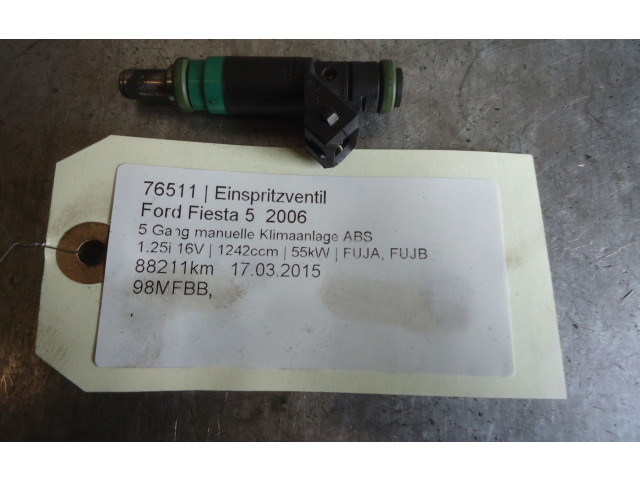 76511 | Einspritzventil
Ford Fiesta 5 2006
5 Gang manuelle Klimaanlage ABS
1.25i 16V | 1242ccm | 55kW | FUJA, FUJB
88211km 17.03.2015
98MFBB,